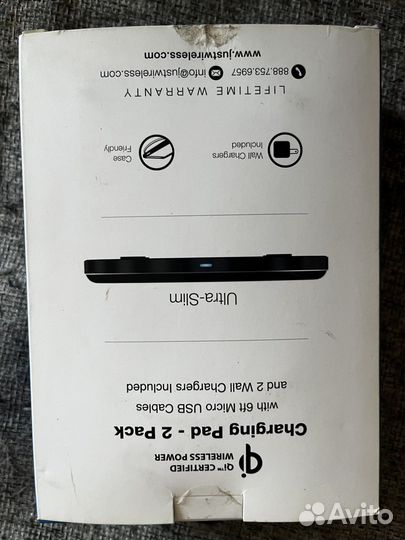 qi Qi™ CERTIFIED
WIRELESS POWER
Charging Pad - 2 Pack
with 6ft Micro USB Cables
and 2 Wall Chargers Included
Ultra-Slim
Wall Chargers
Included
Case
Friendly
LIFETIME WARRANTY
888.753.6957 info@justwireless.com
www.justwireless.com
Avito